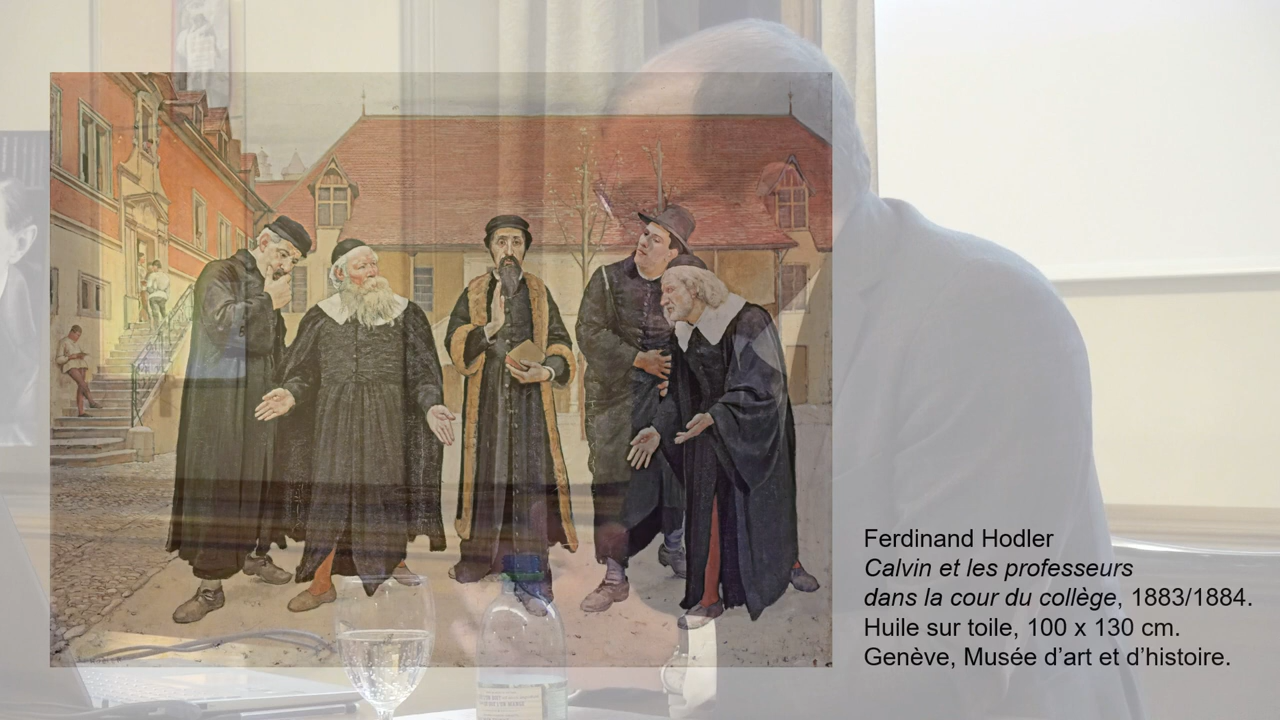 Ferdinand Hodler
Calvin et les professeurs
dans la cour du collège, 1883/1884.
Huile sur toile, 100 x 130 cm.
Genève, Musée d’art et d’histoire.